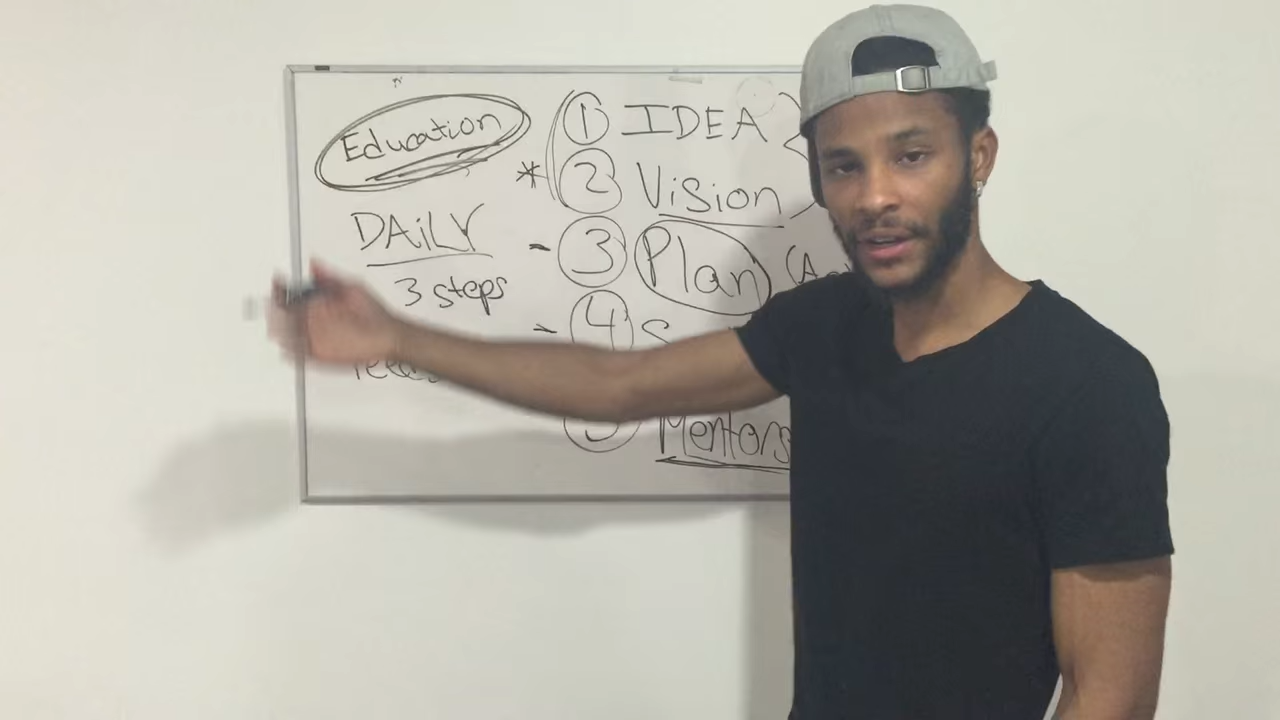 Education
DAiLY
3 steps
1 IDEA
* 2 Vision
- 3 Plan
- 4
5 Mentors